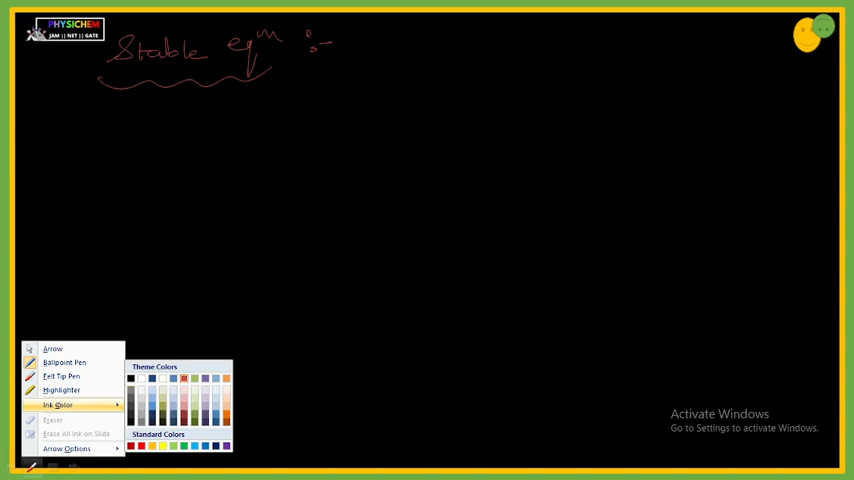 PHYSICHEM
JAM || NET || GATE
Stable eqm :-
Arrow
Ballpoint Pen
Felt Tip Pen
Highlighter
Ink Color
Eraser
Erase All Ink on Slide
Arrow Options
Theme Colors
Standard Colors
Activate Windows
Go to Settings to activate Windows.